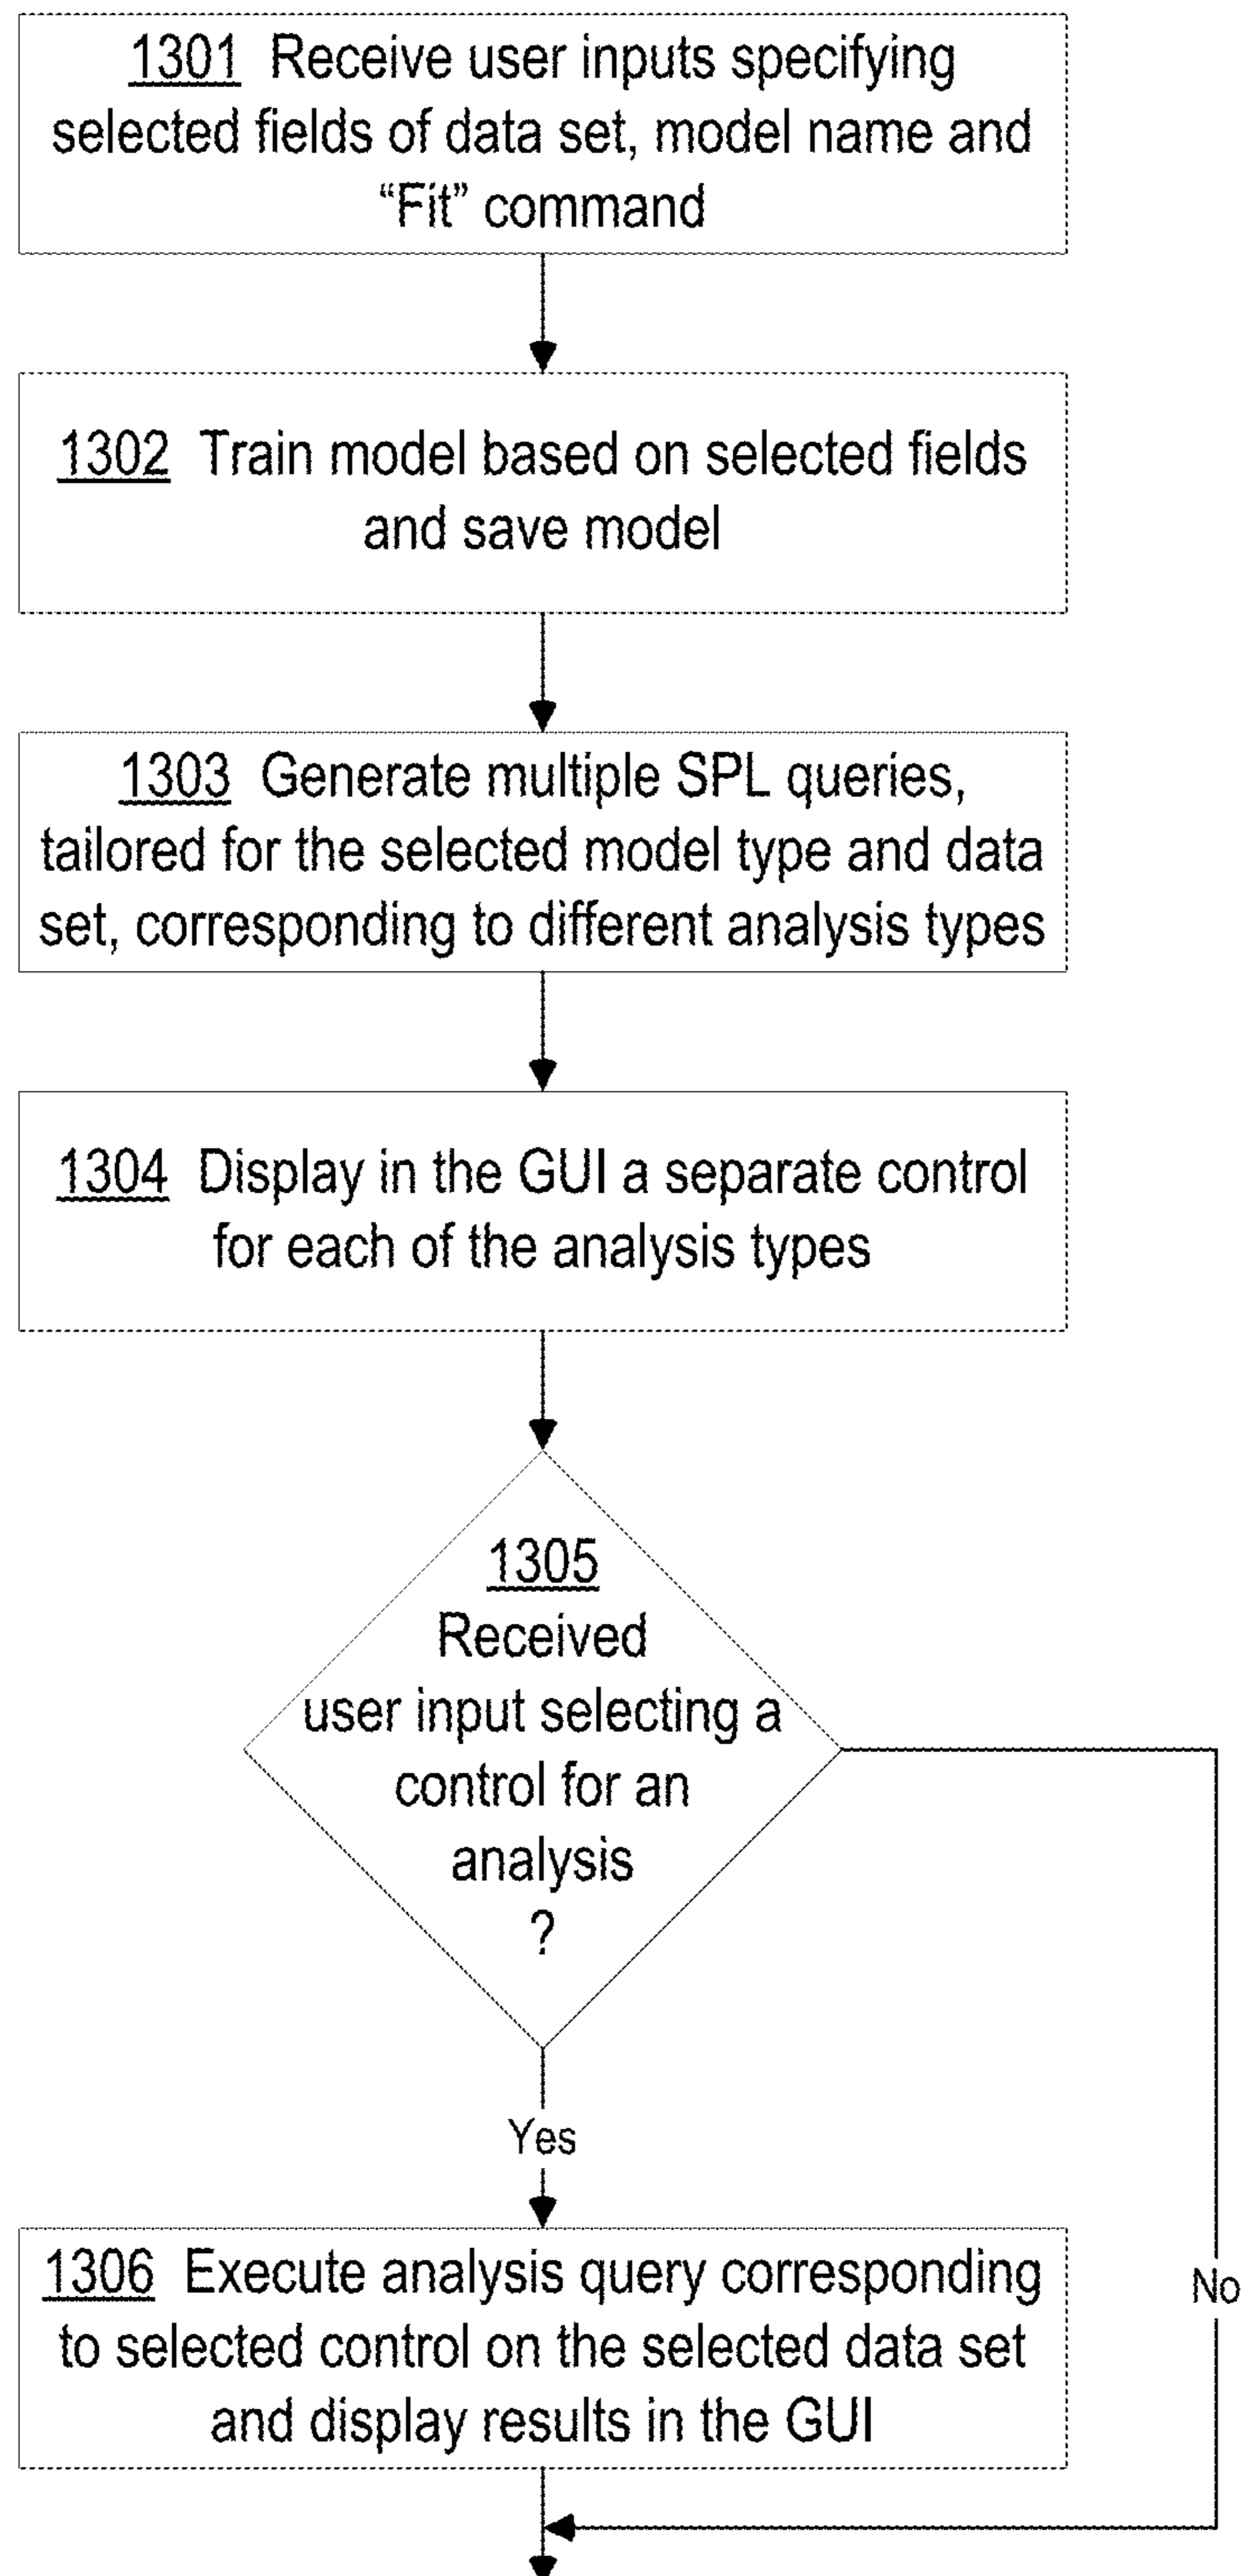 1301 Receive user inputs specifying
selected fields of data set, model name and
“Fit” command
1302 Train model based on selected fields
and save model
1303 Generate multiple SPL queries,
tailored for the selected model type and data
set, corresponding to different analysis types
1304 Display in the GUI a separate control
for each of the analysis types
1305
Received
user input selecting a
control for an
analysis
?
Yes
No
1306 Execute analysis query corresponding
to selected control on the selected data set
and display results in the GUI